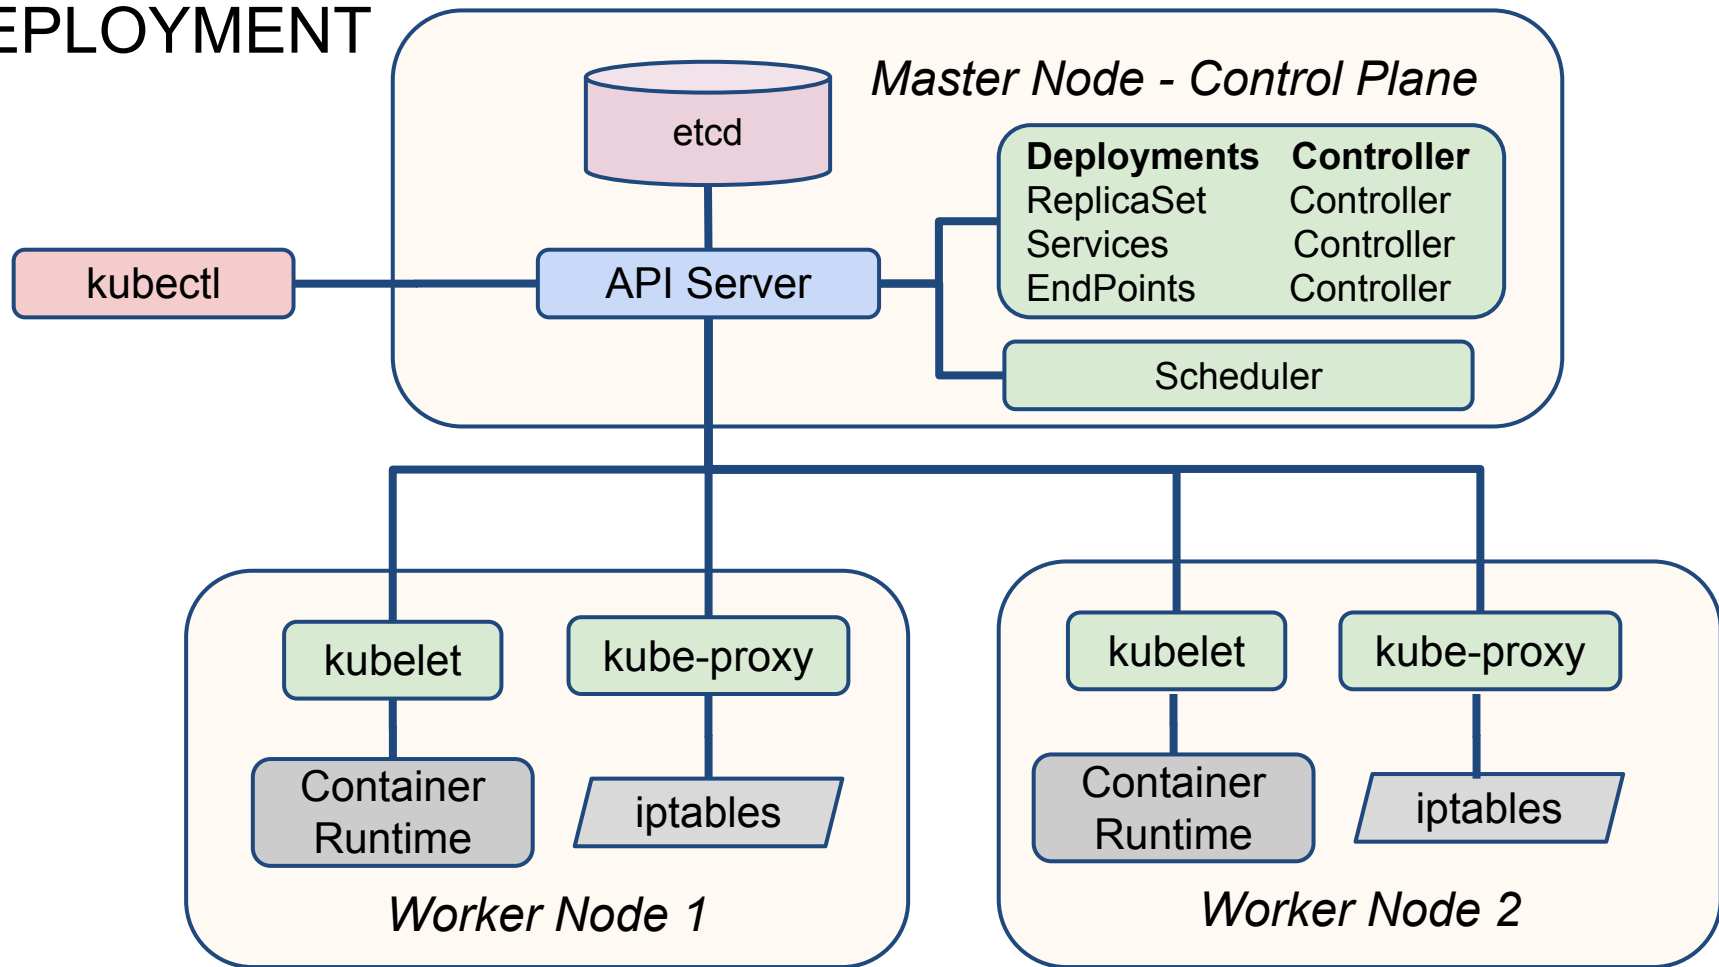 EPLOYMENT
Master Node - Control Plane
etcd
Deployments Controller
ReplicaSet Controller
Services Controller
EndPoints Controller
kubectl
API Server
Scheduler
kubelet
kube-proxy
Container
Runtime
iptables
Worker Node 1
kubelet
kube-proxy
Container
Runtime
iptables
Worker Node 2